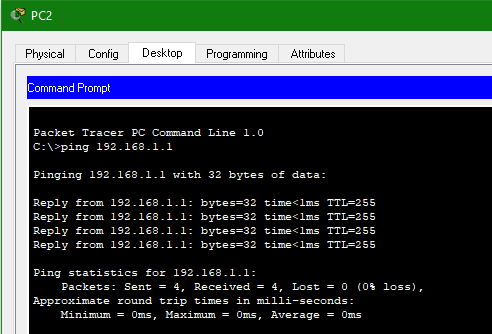 PC2
Physical Config Desktop Programming Attributes
Command Prompt
Packet Tracer PC Command Line 1.0
C:\>ping 192.168.1.1
Pinging 192.168.1.1 with 32 bytes of data:
Reply from 192.168.1.1: bytes=32 time<1ms TTL=255
Reply from 192.168.1.1: bytes=32 time<1ms TTL=255
Reply from 192.168.1.1: bytes=32 time<1ms TTL=255
Reply from 192.168.1.1: bytes=32 time<1ms TTL=255
Ping statistics for 192.168.1.1:
Packets: Sent = 4, Received = 4, Lost = 0 (0% loss),
Approximate round trip times in milli-seconds:
Minimum = 0ms, Maximum = 0ms, Average = 0ms